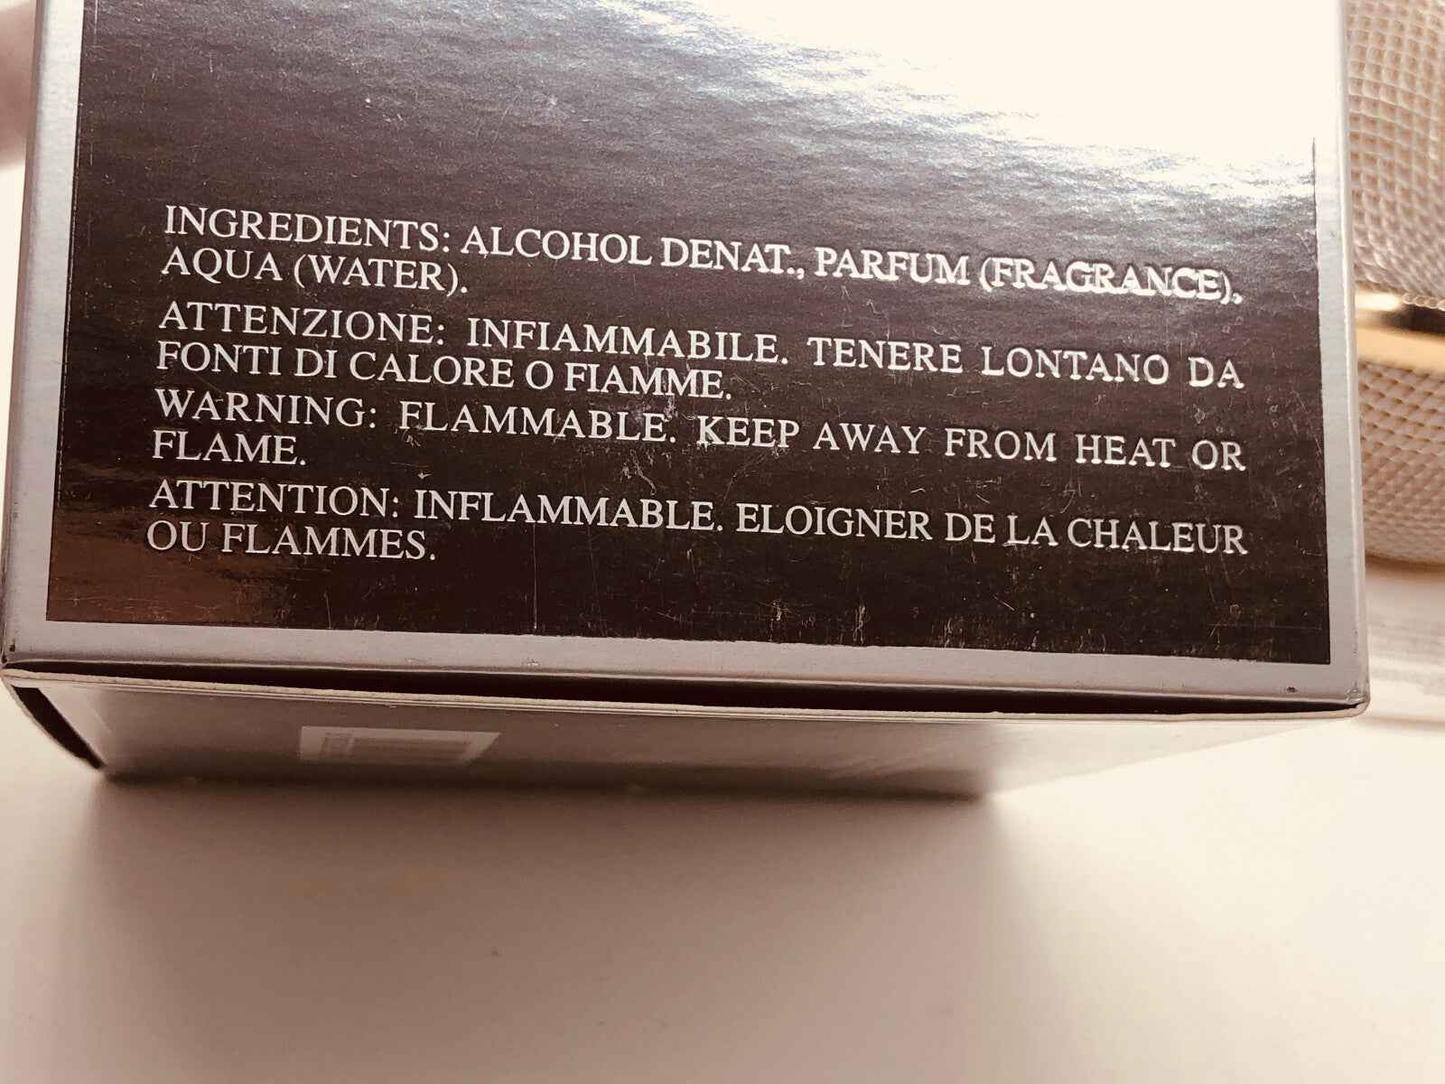 INGREDIENTS: ALCOHOL DENAT., PARFUM (FRAGRANCE),
AQUA (WATER).
ATTENZIONE: INFIAMMABILE. TENERE LONTANO DA
FONTI DI CALORE O FIAMME.
WARNING: FLAMMABLE. KEEP AWAY FROM HEAT OR
FLAME.
ATTENTION: INFLAMMABLE. ELOIGNER DE LA CHALEUR
OU FLAMMES.